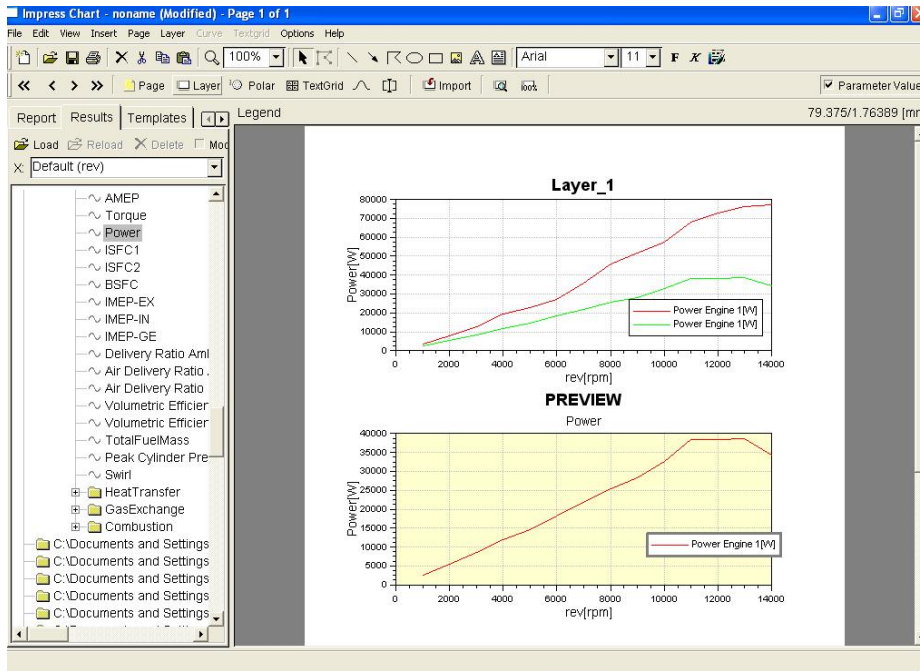 Impress Chart - noname (Modified) - Page 1 of 1
File Edit View Insert Page Layer Curve Textgrid Options Help
100% Arial 11 F K
Page Layer Polar TextGrid Import look Parameter Value
Report Results Templates Legend 79.375/1.76389 [mm
Load Reload Delete Mod
X: Default (rev)
AMEP
Torque
Power
ISFC1
ISFC2
BSFC
IMEP-EX
IMEP-IN
IMEP-GE
Delivery Ratio Aml
Air Delivery Ratio .
Air Delivery Ratio
Volumetric Efficier
Volumetric Efficier
TotalFuelMass
Peak Cylinder Pre
Swirl
HeatTransfer
GasExchange
Combustion
C:\Documents and Settings
C:\Documents and Settings
C:\Documents and Settings
C:\Documents and Settings
C:\Documents and Settings
Layer_1
80000
70000
60000
50000
40000
30000
20000
10000
0
Power[W]
Power Engine 1[W]
Power Engine 1[W]
0 2000 4000 6000 8000 10000 12000 14000
rev[rpm]
PREVIEW
Power
40000
35000
30000
25000
20000
15000
10000
5000
0
Power[W]
Power Engine 1[W]
0 2000 4000 6000 8000 10000 12000 14000
rev[rpm]